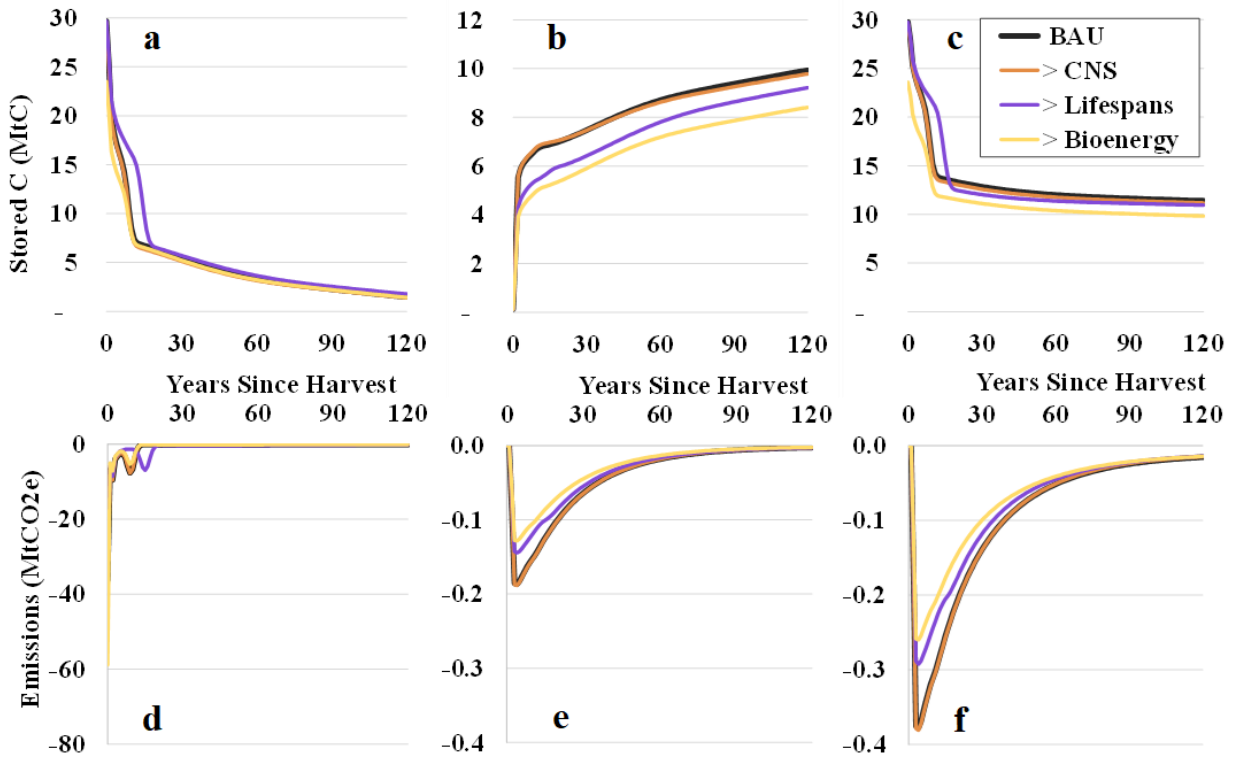 a
b
c
BAU
> CNS
> Lifespans
> Bioenergy
Stored C (MtC)
30
25
20
15
10
5
-
12
10
8
6
4
2
-
30
25
20
15
10
5
-
0 30 60 90 120
0 30 60 90 120
0 30 60 90 120
Years Since Harvest
Years Since Harvest
Years Since Harvest
0 30 60 90 120
0 30 60 90 120
0 30 60 90 120
Emissions (MtCO2e)
0
-20
-40
-60
-80
0.0
-0.1
-0.2
-0.3
-0.4
0.0
-0.1
-0.2
-0.3
-0.4
d
e
f